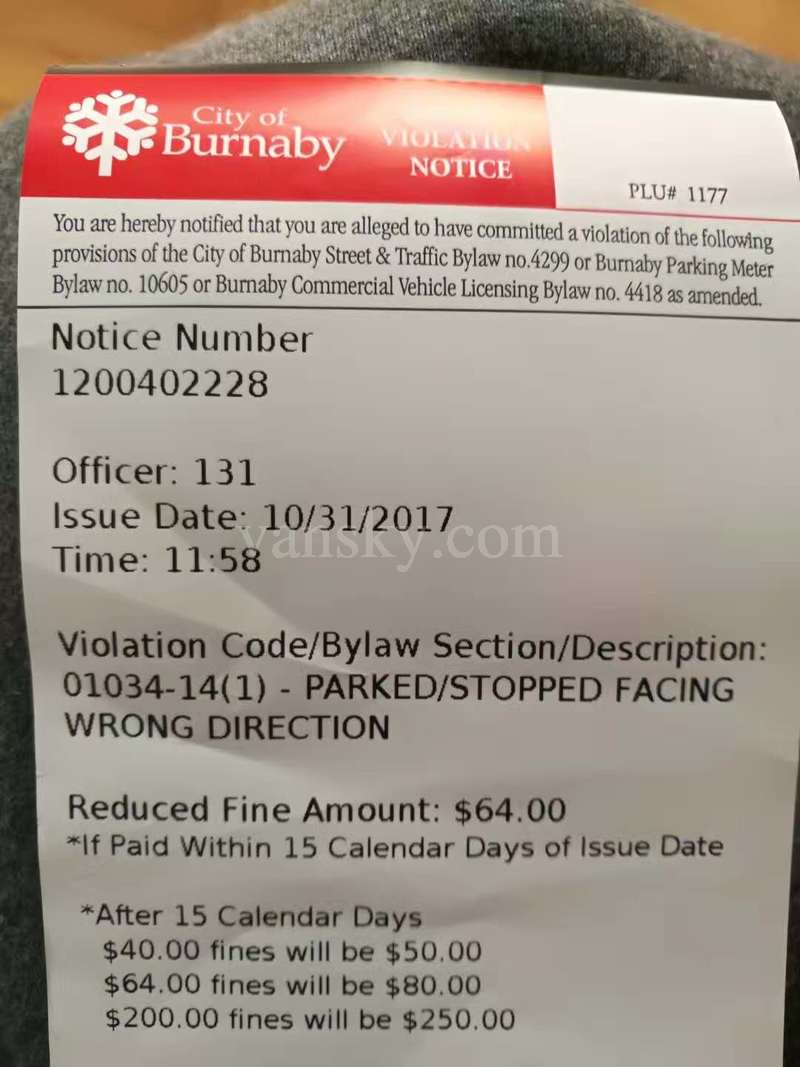 City of
Burnaby
VIOLATION
NOTICE
PLU# 1177
You are hereby notified that you are alleged to have committed a violation of the following
provisions of the City of Burnaby Street & Traffic Bylaw no.4299 or Burnaby Parking Meter
Bylaw no. 10605 or Burnaby Commercial Vehicle Licensing Bylaw no. 4418 as amended.
Notice Number
1200402228
Officer: 131
Issue Date: 10/31/2017
vansky.com
Time: 11:58
Violation Code/Bylaw Section/Description:
01034-14(1) - PARKED/STOPPED FACING
WRONG DIRECTION
Reduced Fine Amount: $64.00
*If Paid Within 15 Calendar Days of Issue Date
*After 15 Calendar Days
$40.00 fines will be $50.00
$64.00 fines will be $80.00
$200.00 fines will be $250.00